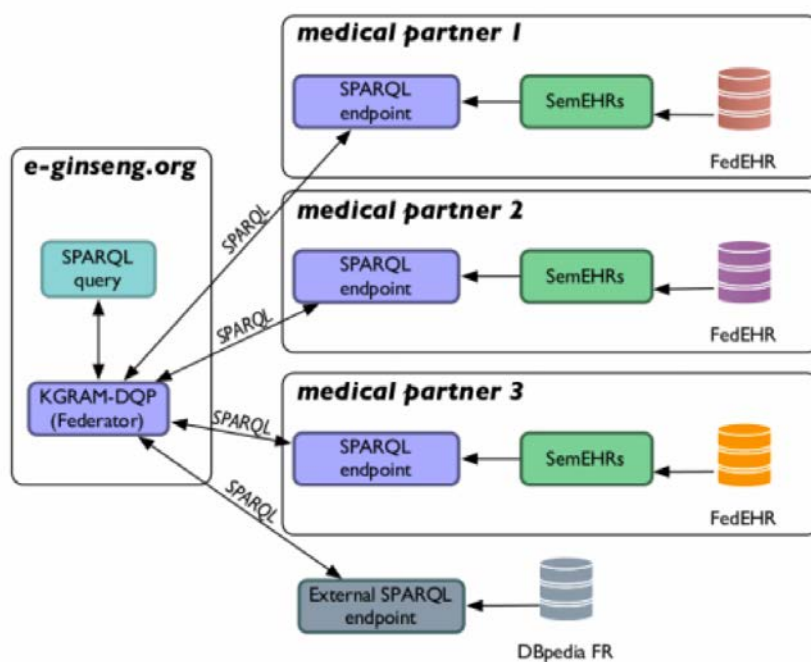 medical partner 1
SPARQL
endpoint
SemEHRs
FedEHR
e-ginseng.org
SPARQL
query
KGRAM-DQP
(Federator)
SPARQL
SPARQL
SPARQL
SPARQL
medical partner 2
SPARQL
endpoint
SemEHRs
FedEHR
medical partner 3
SPARQL
endpoint
SemEHRs
FedEHR
External SPARQL
endpoint
DBpedia FR